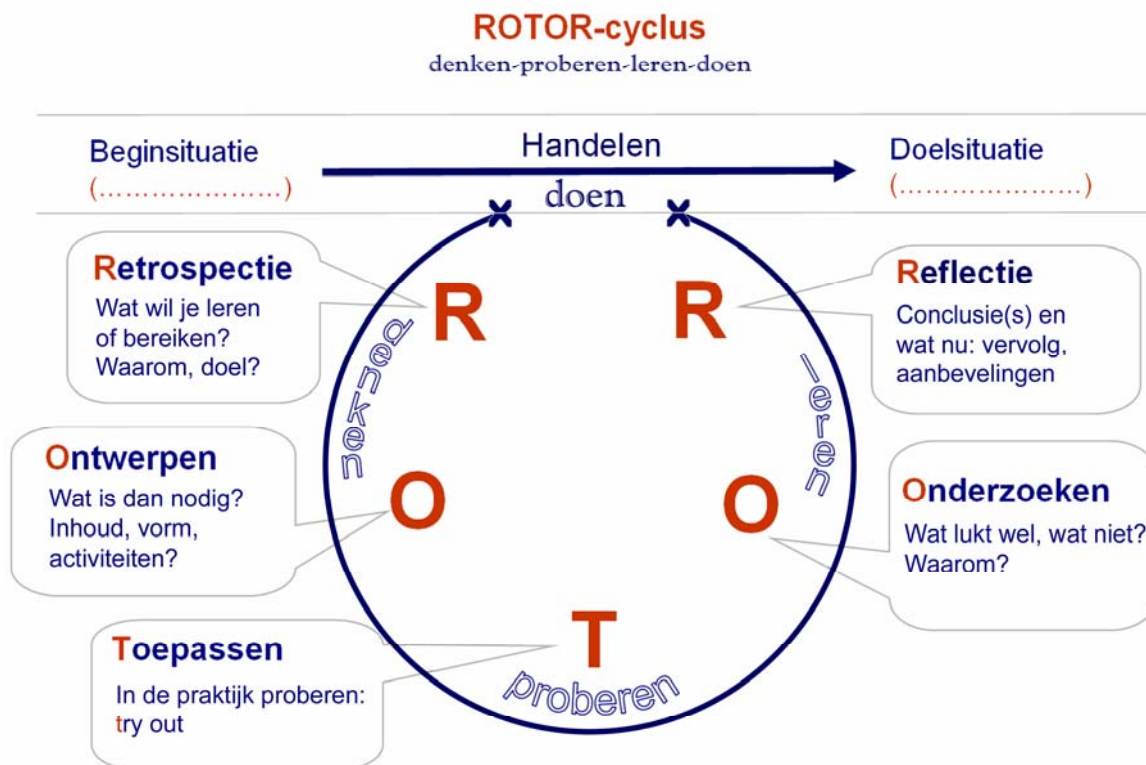 ROTOR-cyclus
denken-proberen-leren-doen
Beginsituatie
(.....................)
Handelen
doen
Doelsituatie
(.....................)
Retrospectie
Wat wil je leren
of bereiken?
Waarom, doel?
R
R
Reflectie
Conclusie(s) en
wat nu: vervolg,
aanbevelingen
denken
leren
Ontwerpen
Wat is dan nodig?
Inhoud, vorm,
activiteiten?
O
O
Onderzoeken
Wat lukt wel, wat niet?
Waarom?
Toepassen
In de praktijk proberen:
try out
T
proberen